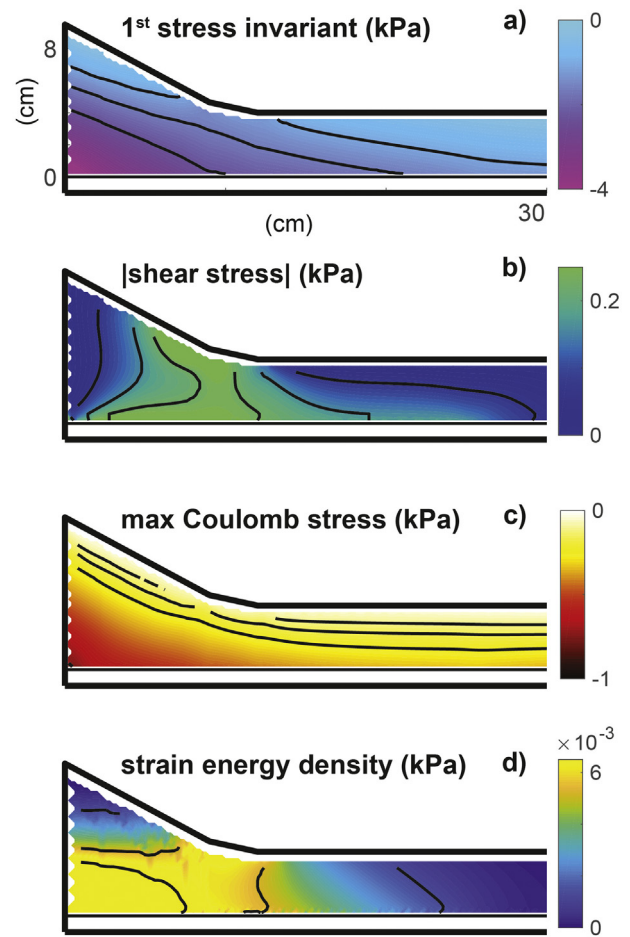 1st stress invariant (kPa) a)
0
8
(cm)
0
-4
(cm)
30
|shear stress| (kPa) b)
0.2
0
max Coulomb stress (kPa) c)
0
-1
× 10-3
strain energy density (kPa) d)
6
0